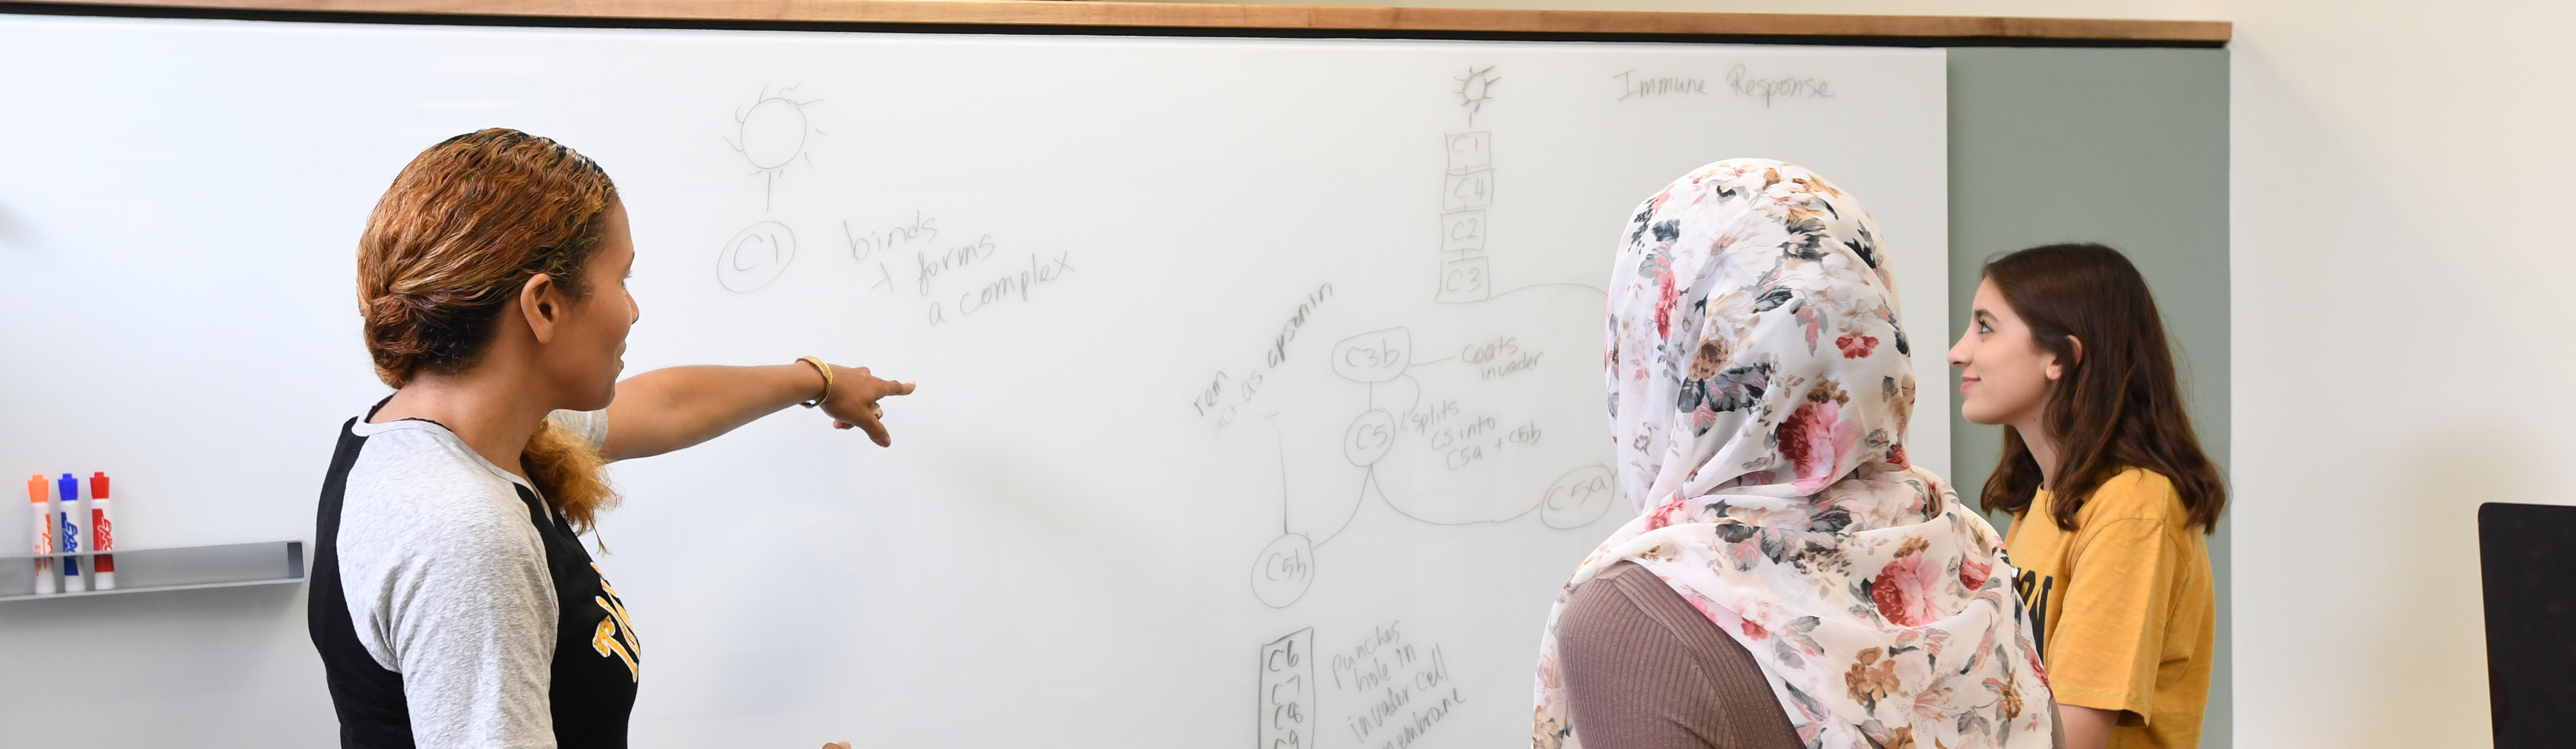 Immune Response
C1
C4
C2
C3
C1
binds
& forms
a complex
rem
act as opsonin
C3b
coats
invader
C5
splits
C5 into
C5a + C5b
C5a
C5b
C6
C7
C8
C9
punches
hole in
invader cell
membrane
EXPO
EXPO